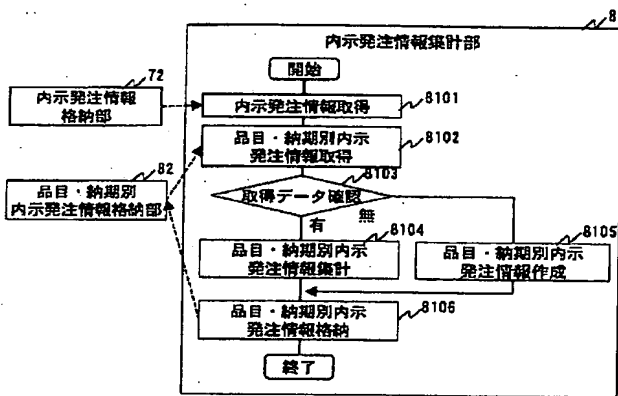 8
内示発注情報集計部
開始
72
内示発注情報
格納部
内示発注情報取得
8101
品目・納期別内示
発注情報取得
8102
82
品目・納期別
内示発注情報格納部
8103
取得データ確認
有
無
8104
品目・納期別内示
発注情報集計
8105
品目・納期別内示
発注情報作成
8106
品目・納期別内示
発注情報格納
終了